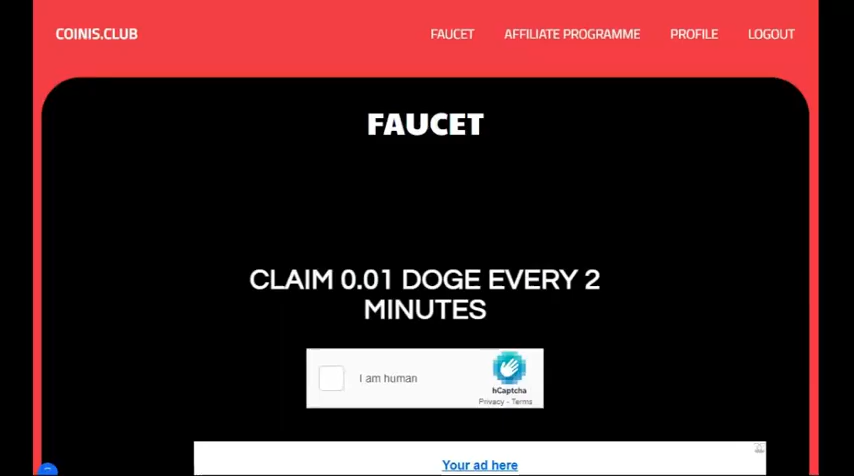 COINIS.CLUB FAUCET AFFILIATE PROGRAMME PROFILE LOGOUT
FAUCET
CLAIM 0.01 DOGE EVERY 2
MINUTES
I am human
hCaptcha
Privacy - Terms
Your ad here